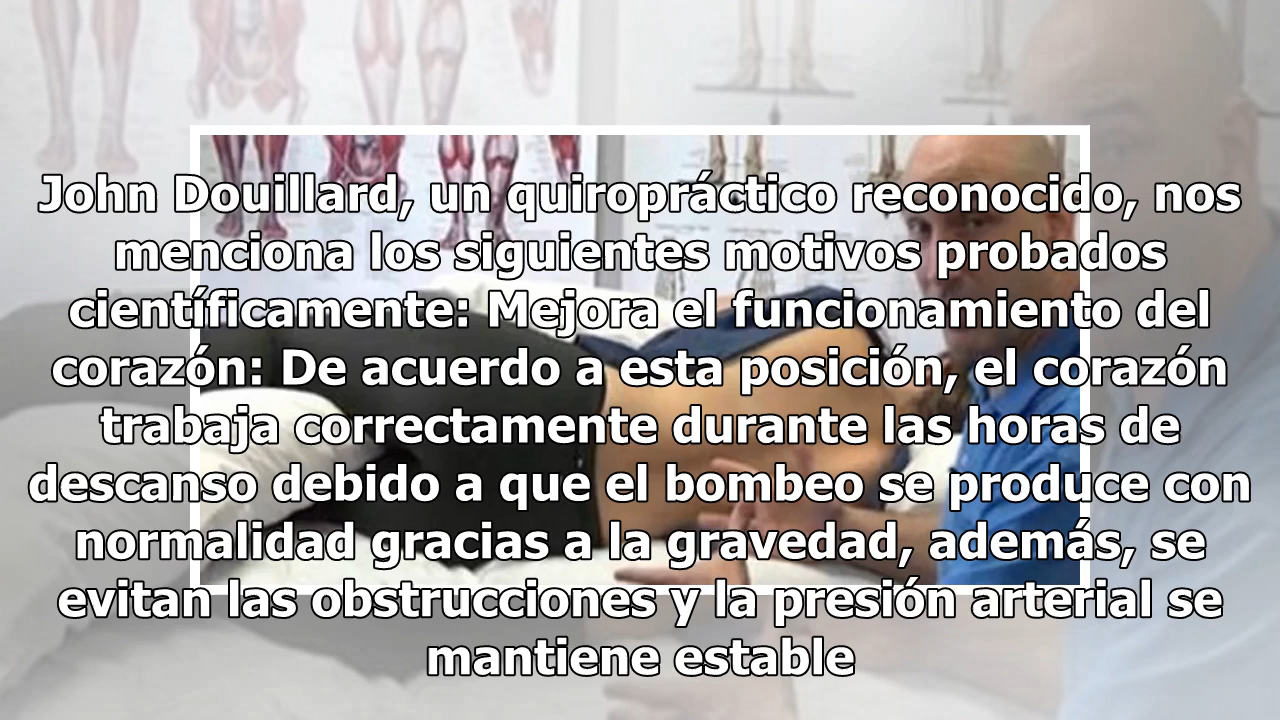 John Douillard, un quiropráctico reconocido, nos
menciona los siguientes motivos probados
científicamente: Mejora el funcionamiento del
corazón: De acuerdo a esta posición, el corazón
trabaja correctamente durante las horas de
descanso debido a que el bombeo se produce con
normalidad gracias a la gravedad, además, se
evitan las obstrucciones y la presión arterial se
mantiene estable